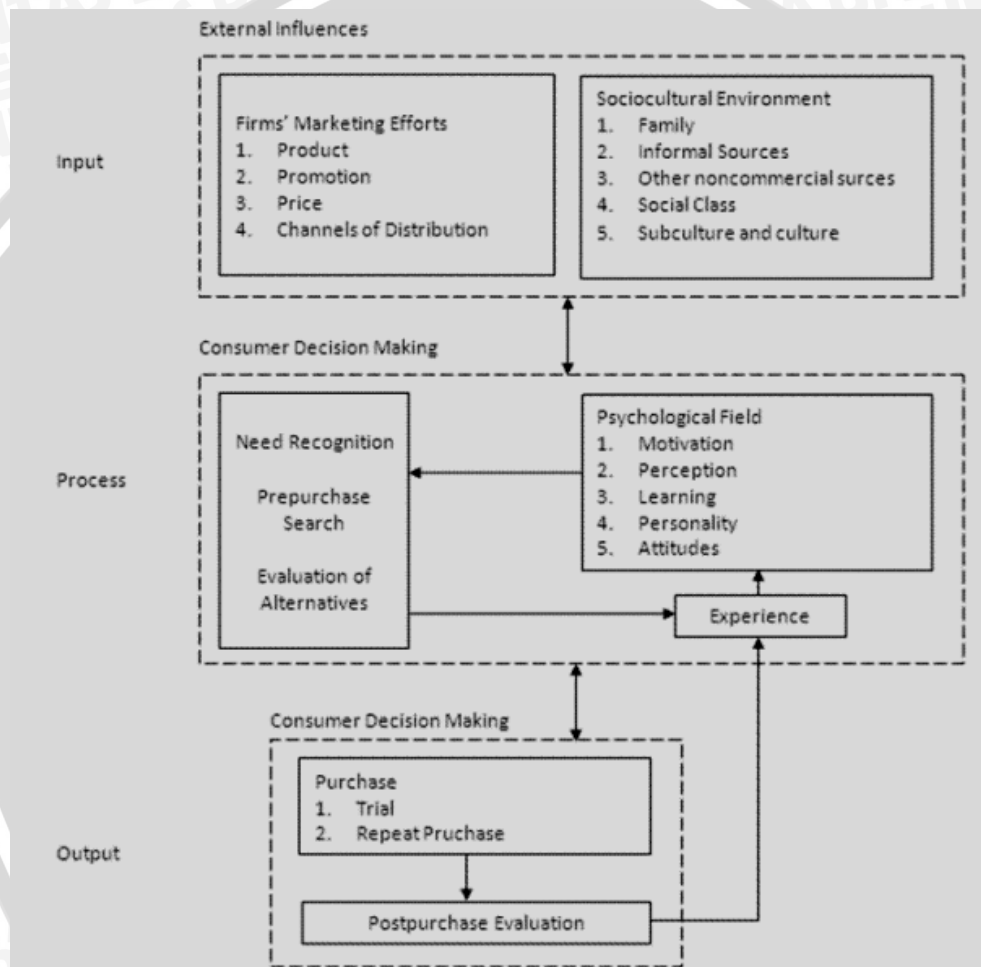 External Influences
Input
Firms' Marketing Efforts
1. Product
2. Promotion
3. Price
4. Channels of Distribution
Sociocultural Environment
1. Family
2. Informal Sources
3. Other noncommercial surces
4. Social Class
5. Subculture and culture
Consumer Decision Making
Process
Need Recognition
Prepurchase
Search
Evaluation of
Alternatives
Psychological Field
1. Motivation
2. Perception
3. Learning
4. Personality
5. Attitudes
Experience
Consumer Decision Making
Output
Purchase
1. Trial
2. Repeat Pruchase
Postpurchase Evaluation